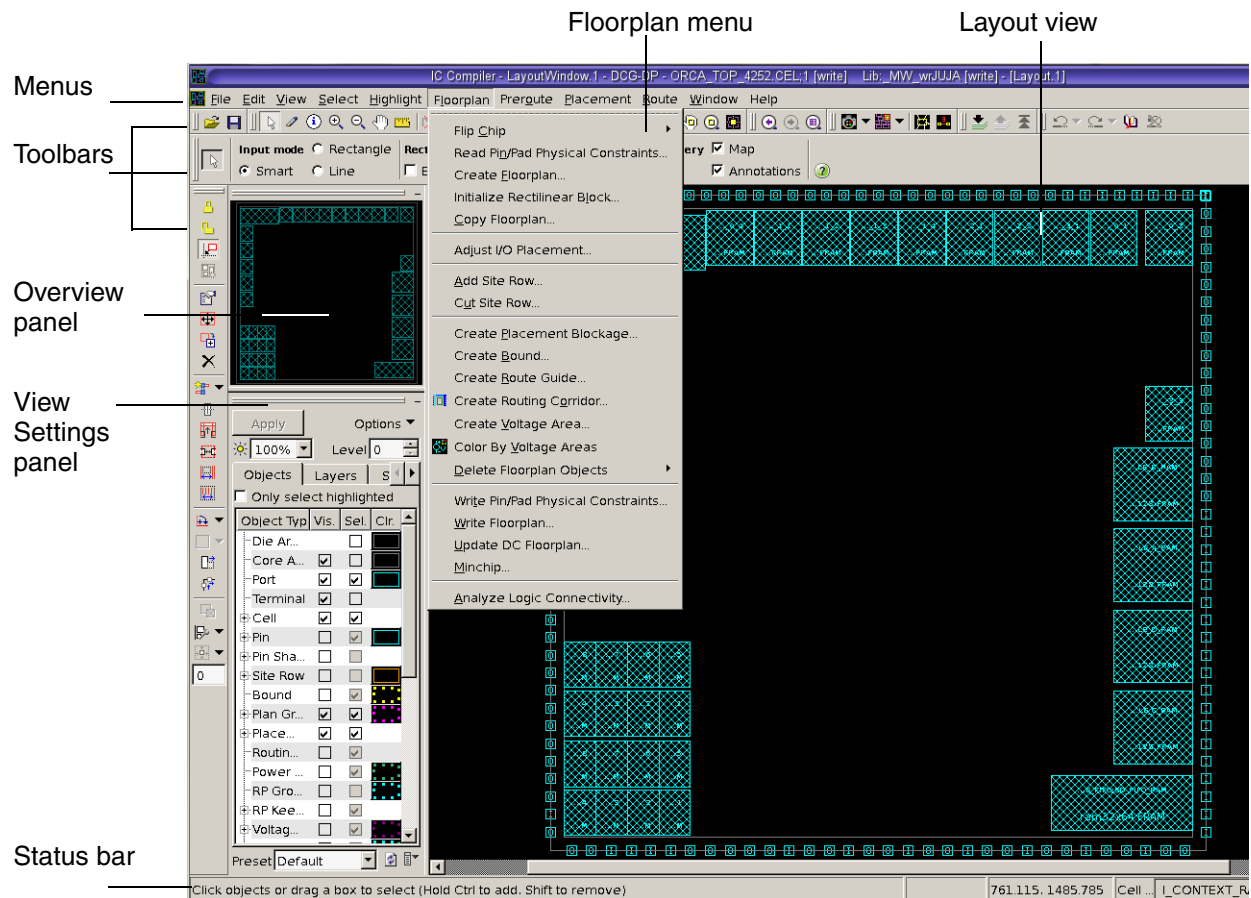 Floorplan menu
Layout view
Menus
Toolbars
Overview
panel
View
Settings
panel
Status bar
IC Compiler - LayoutWindow.1 - DCG-DP - ORCA_TOP_4252.CEL;1 [write] Lib:_MW_wrJUJA [write] - [Layout.1]
File Edit View Select Highlight Floorplan Preroute Placement Route Window Help
Input mode Rectangle Rect
Smart Line E
ery Map
Annotations
Flip Chip
Read Pin/Pad Physical Constraints...
Create Floorplan...
Initialize Rectilinear Block...
Copy Floorplan...
Adjust I/O Placement...
Add Site Row...
Cut Site Row...
Create Placement Blockage...
Create Bound...
Create Route Guide...
Create Routing Corridor...
Create Voltage Area...
Color By Voltage Areas
Delete Floorplan Objects
Write Pin/Pad Physical Constraints...
Write Floorplan...
Update DC Floorplan...
Minchip...
Analyze Logic Connectivity...
Apply Options
100% Level 0
Objects Layers S
Only select highlighted
Object Typ Vis. Sel. Clr.
Die Ar...
Core A...
Port
Terminal
Cell
Pin
Pin Sha...
Site Row
Bound
Plan Gr...
Place...
Routin...
Power ...
RP Gro...
RP Kee...
Voltag...
0
Preset Default
ram32x64.FRAM
Click objects or drag a box to select (Hold Ctrl to add. Shift to remove)
761.115. 1485.785 Cell ... I_CONTEXT_RA